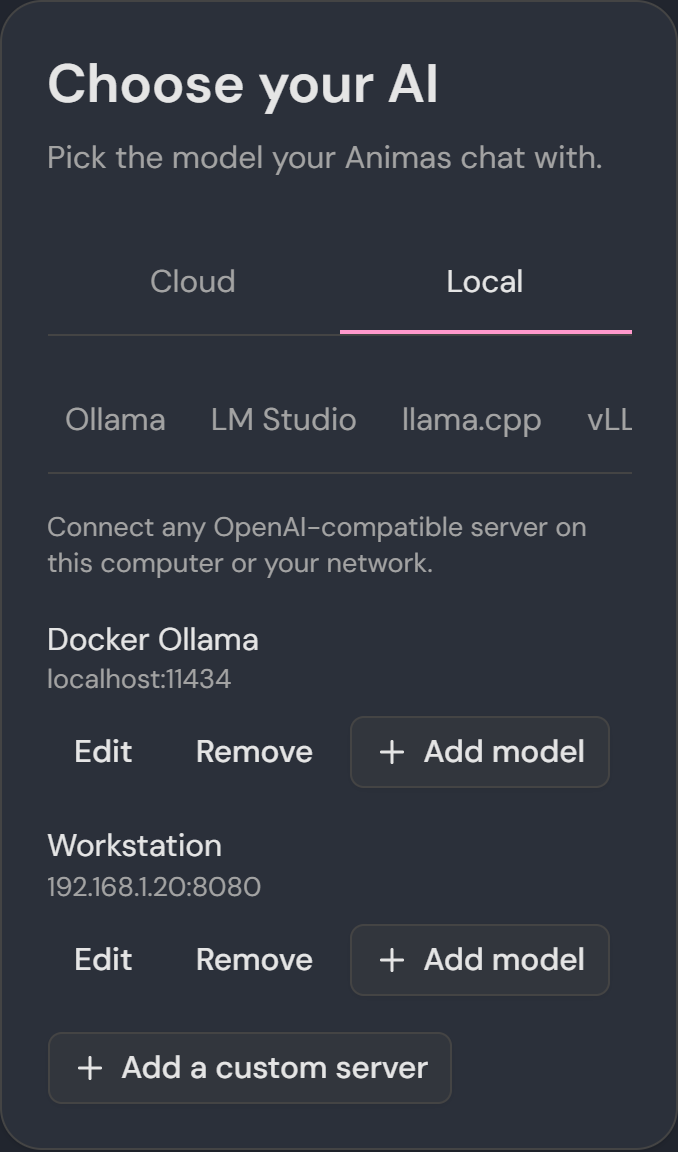 Choose your AI
Pick the model your Animas chat with.
Cloud Local
Ollama LM Studio llama.cpp vLL
Connect any OpenAI-compatible server on
this computer or your network.
Docker Ollama
localhost:11434
Edit Remove + Add model
Workstation
192.168.1.20:8080
Edit Remove + Add model
+ Add a custom server